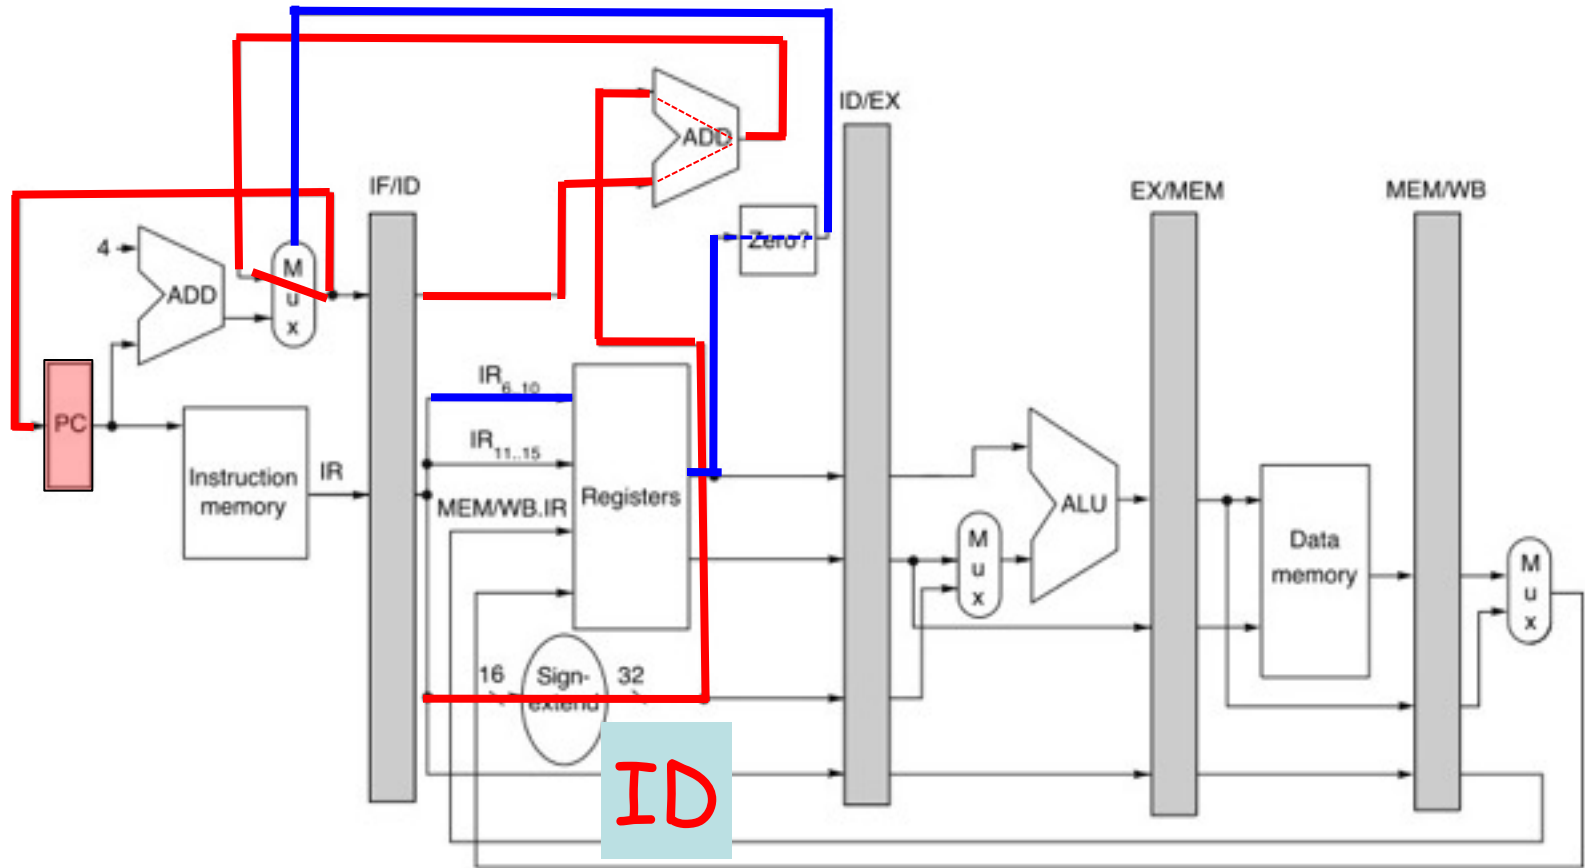 ID/EX
ADD
IF/ID
EX/MEM
MEM/WB
4
ADD
M
u
x
Zero?
PC
Instruction
memory
IR
IR6..10
IR11..15
MEM/WB.IR
Registers
16
Sign-
extend
32
M
u
x
ALU
Data
memory
M
u
x
ID